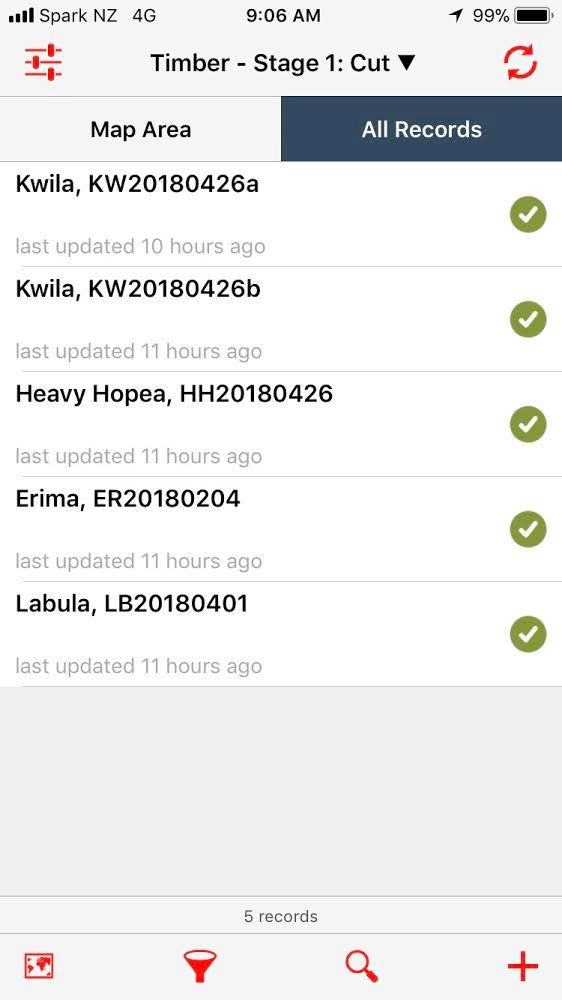 Spark NZ 4G 9:06 AM 99%
Timber - Stage 1: Cut ▼
Map Area All Records
Kwila, KW20180426a
last updated 10 hours ago
Kwila, KW20180426b
last updated 11 hours ago
Heavy Hopea, HH20180426
last updated 11 hours ago
Erima, ER20180204
last updated 11 hours ago
Labula, LB20180401
last updated 11 hours ago
5 records